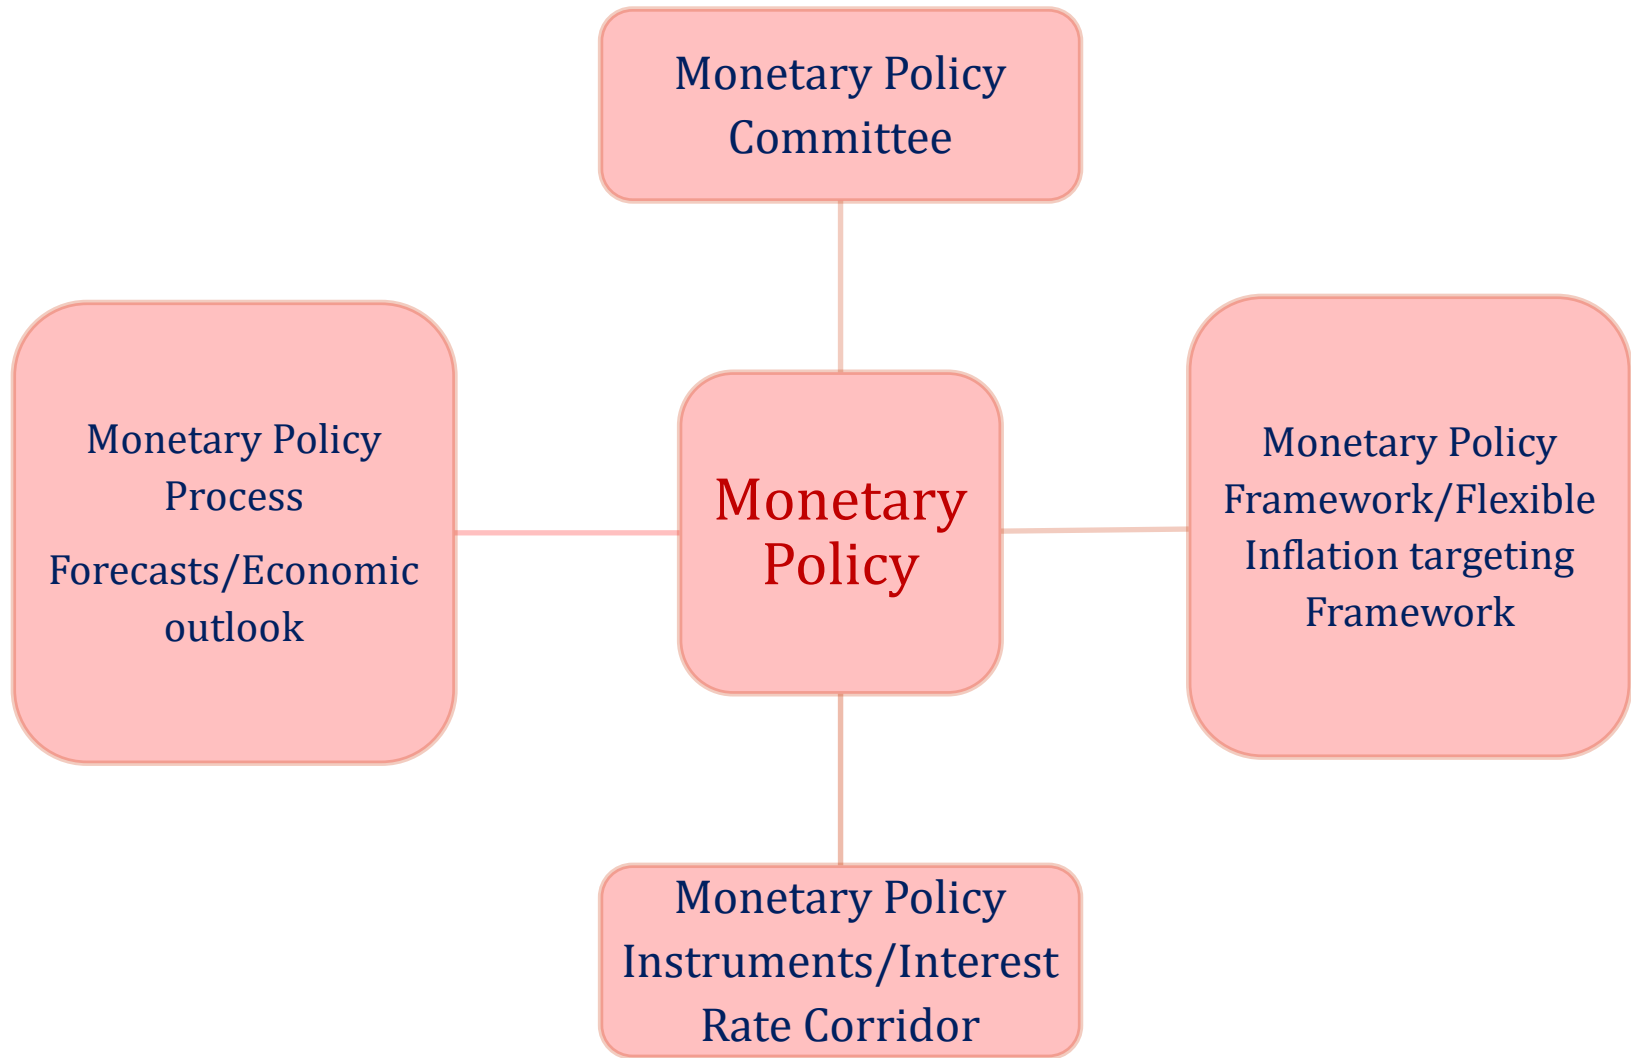 Monetary Policy
Committee
Monetary Policy
Process
Forecasts/Economic
outlook
Monetary
Policy
Monetary Policy
Framework/Flexible
Inflation targeting
Framework
Monetary Policy
Instruments/Interest
Rate Corridor